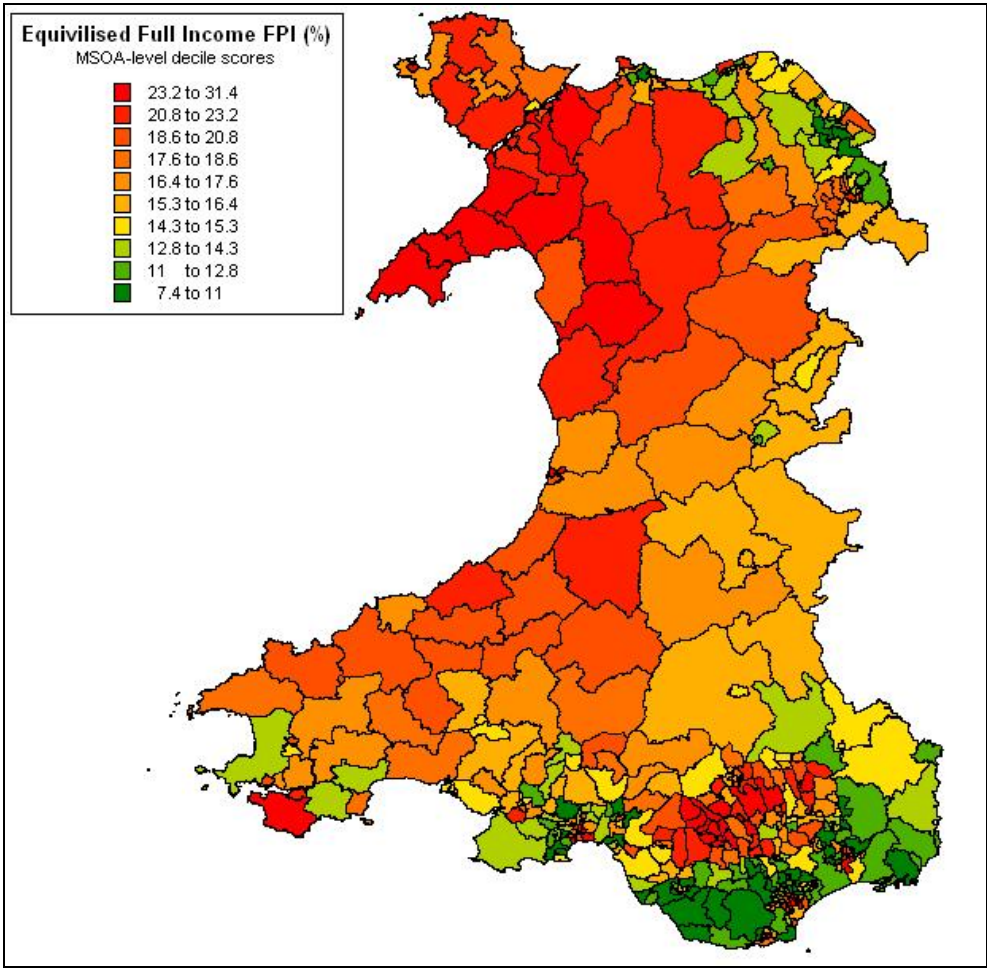 Equivilised Full Income FPI (%)
MSOA-level decile scores
23.2 to 31.4
20.8 to 23.2
18.6 to 20.8
17.6 to 18.6
16.4 to 17.6
15.3 to 16.4
14.3 to 15.3
12.8 to 14.3
11 to 12.8
7.4 to 11